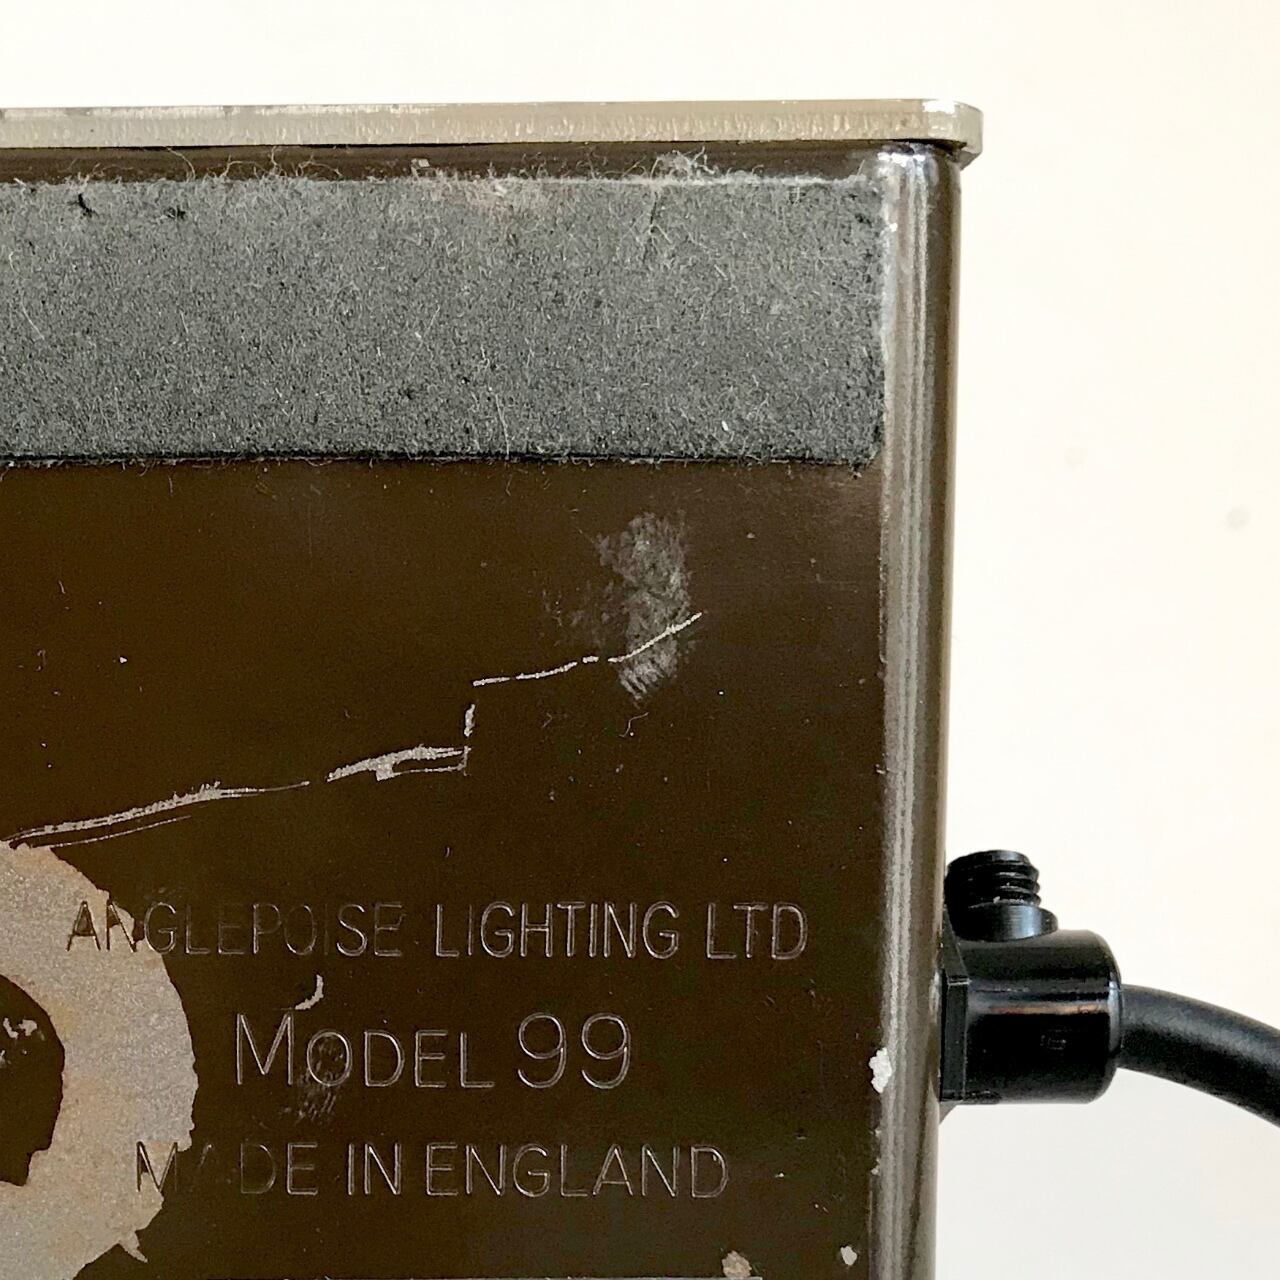 ANGLEPOISE LIGHTING LTD
MODEL 99
MADE IN ENGLAND